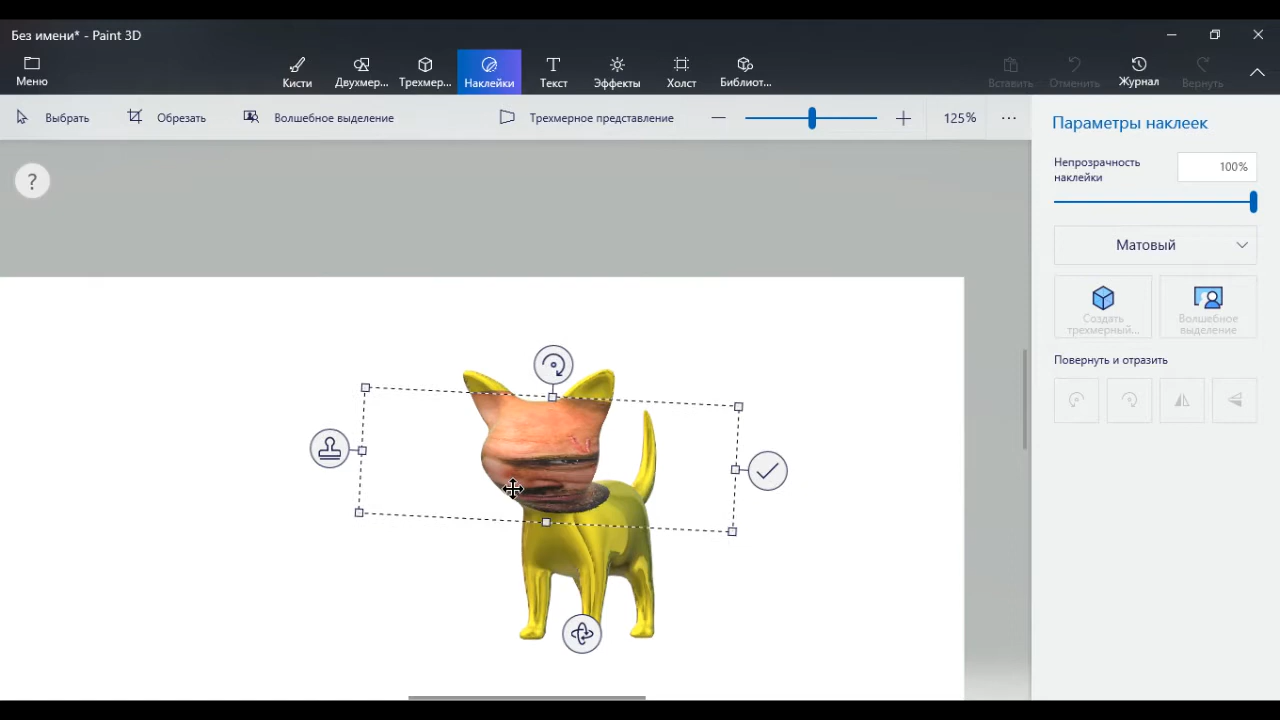 Без имени* - Paint 3D
Меню
Кисти
Двухмер...
Трехмер...
Наклейки
Текст
Эффекты
Холст
Библиот...
Вставить
Отменить
Журнал
Вернуть
Выбрать
Обрезать
Волшебное выделение
Трехмерное представление
125%
...
Параметры наклеек
?
Непрозрачность
наклейки
100%
Матовый
Создать
трехмерный...
Волшебное
выделение
Повернуть и отразить